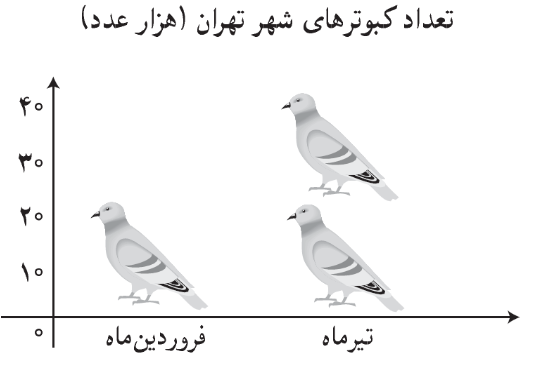 تعداد کبوترهای شهر تهران (هزار عدد)
۴۰
۳۰
۲۰
۱۰
۰
فروردین‌ماه
تیرماه